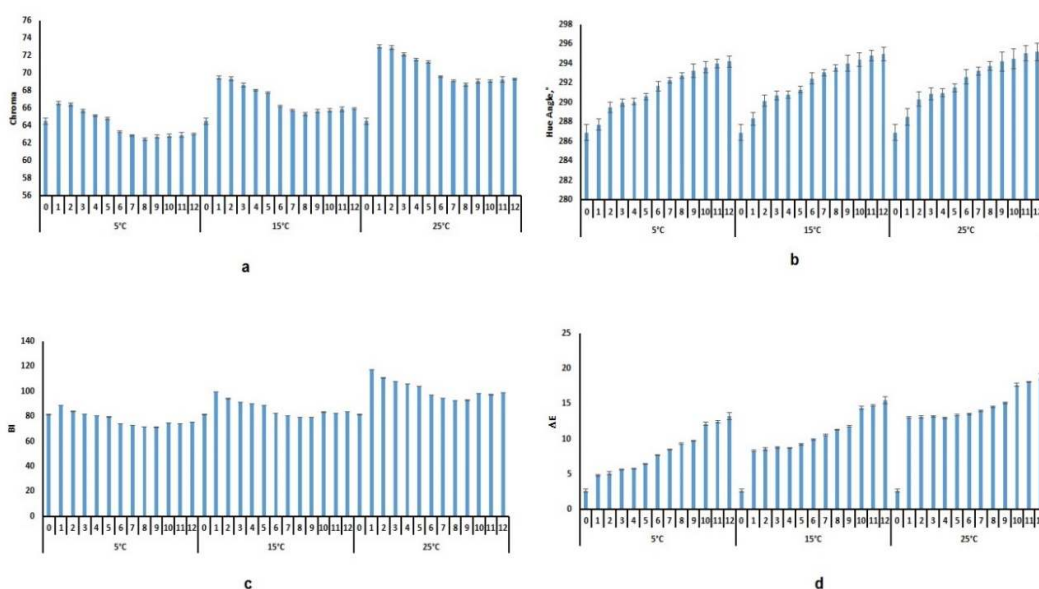 76
74
72
70
68
66
64
62
60
58
56
Chroma
0 1 2 3 4 5 6 7 8 9 10 11 12 0 1 2 3 4 5 6 7 8 9 10 11 12 0 1 2 3 4 5 6 7 8 9 10 11 12
5°C 15°C 25°C
a
298
296
294
292
290
288
286
284
282
280
Hue Angle,°
0 1 2 3 4 5 6 7 8 9 10 11 12 0 1 2 3 4 5 6 7 8 9 10 11 12 0 1 2 3 4 5 6 7 8 9 10 11
5°C 15°C 25°C
b
140
120
100
80
60
40
20
0
BI
0 1 2 3 4 5 6 7 8 9 10 11 12 0 1 2 3 4 5 6 7 8 9 10 11 12 0 1 2 3 4 5 6 7 8 9 10 11 12
5°C 15°C 25°C
c
25
20
15
10
5
0
ΔE
0 1 2 3 4 5 6 7 8 9 10 11 12 0 1 2 3 4 5 6 7 8 9 10 11 12 0 1 2 3 4 5 6 7 8 9 10 11
5°C 15°C 25°C
d